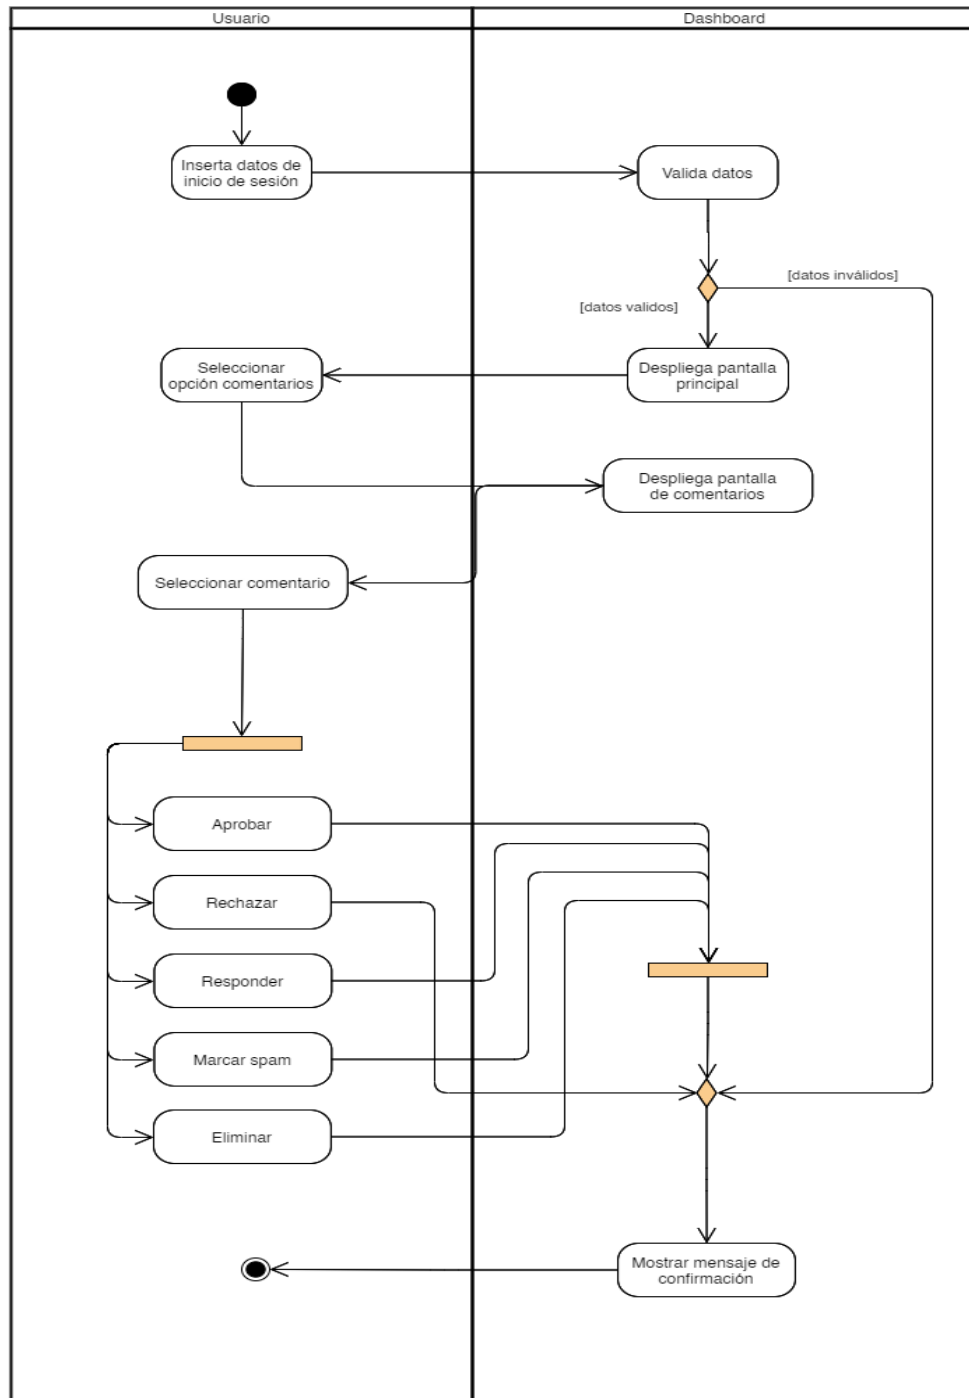 Usuario
Dashboard
Inserta datos de
inicio de sesión
Valida datos
[datos inválidos]
[datos validos]
Seleccionar
opción comentarios
Despliega pantalla
principal
Despliega pantalla
de comentarios
Seleccionar comentario
Aprobar
Rechazar
Responder
Marcar spam
Eliminar
Mostrar mensaje de
confirmación